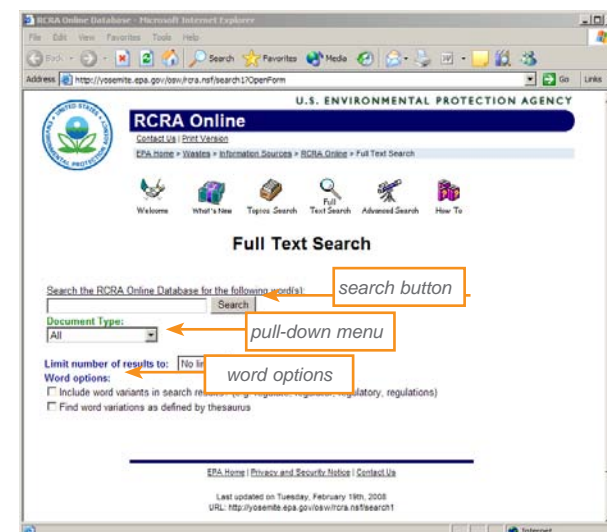 RCRA Online Database - Microsoft Internet Explorer
File Edit View Favorites Tools Help
Back Search Favorites Media
Address http://yosemite.epa.gov/osw/rcra.nsf/search1?OpenForm Go Links
U.S. ENVIRONMENTAL PROTECTION AGENCY
RCRA Online
Contact Us | Print Version
EPA Home > Wastes > Information Sources > RCRA Online > Full Text Search
Welcome What's New Topics Search Full Text Search Advanced Search How To
Full Text Search
Search the RCRA Online Database for the following word(s):
search button
Search
Document Type:
All
pull-down menu
Limit number of results to: No
word options
Word options:
Include word variants in search regulatory, regulations)
Find word variations as defined by thesaurus
EPA Home | Privacy and Security Notice | Contact Us
Last updated on Tuesday, February 19th, 2008
URL: http://yosemite.epa.gov/osw/rcra.nsf/search1
Internet